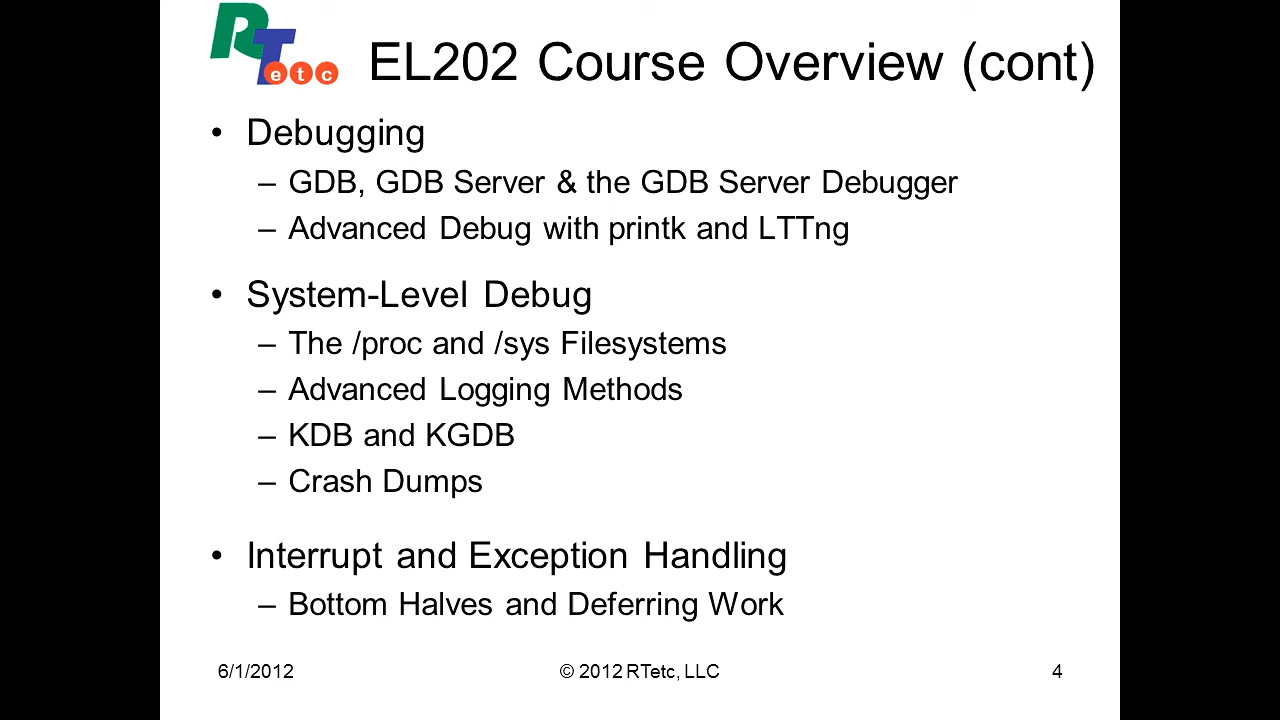 RTetc
EL202 Course Overview (cont)
• Debugging
– GDB, GDB Server & the GDB Server Debugger
– Advanced Debug with printk and LTTng
• System-Level Debug
– The /proc and /sys Filesystems
– Advanced Logging Methods
– KDB and KGDB
– Crash Dumps
• Interrupt and Exception Handling
– Bottom Halves and Deferring Work
6/1/2012
© 2012 RTetc, LLC
4